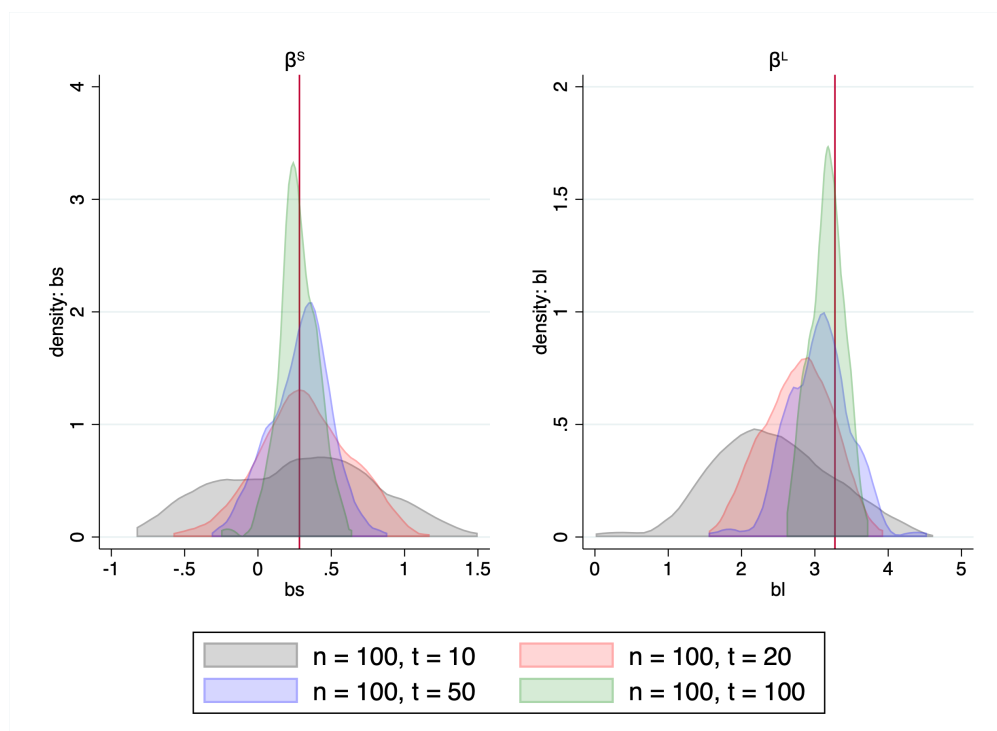 βˢ
density: bs
4
3
2
1
0
-1 -.5 0 .5 1 1.5
bs
βᴸ
density: bl
2
1.5
1
.5
0
0 1 2 3 4 5
bl
n = 100, t = 10
n = 100, t = 20
n = 100, t = 50
n = 100, t = 100